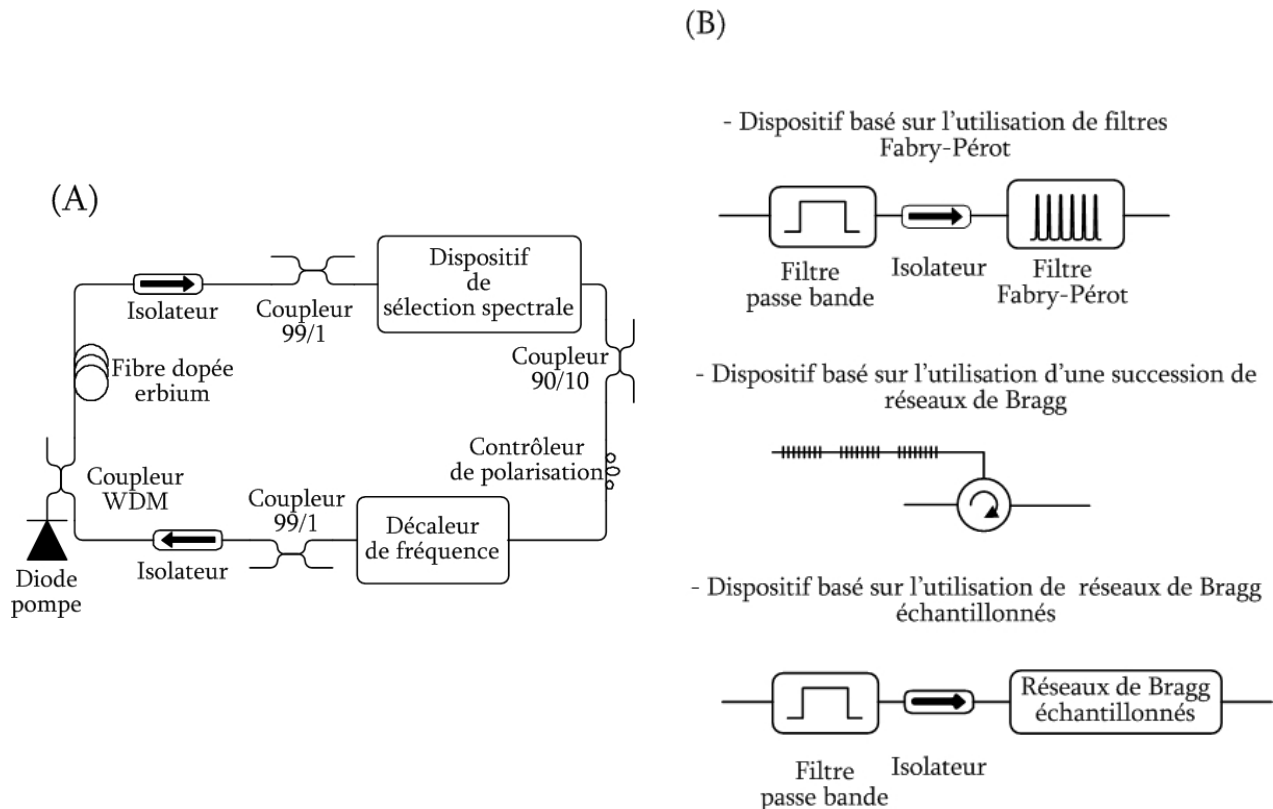 (A)
Isolateur
Coupleur
99/1
Dispositif
de
sélection spectrale
Fibre dopée
erbium
Coupleur
90/10
Contrôleur
de polarisation
Coupleur
WDM
Coupleur
99/1
Décaleur
de fréquence
Isolateur
Diode
pompe
(B)
- Dispositif basé sur l'utilisation de filtres
Fabry-Pérot
Filtre
passe bande
Isolateur
Filtre
Fabry-Pérot
- Dispositif basé sur l'utilisation d'une succession de
réseaux de Bragg
- Dispositif basé sur l'utilisation de réseaux de Bragg
échantillonnés
Réseaux de Bragg
échantillonnés
Filtre
passe bande
Isolateur